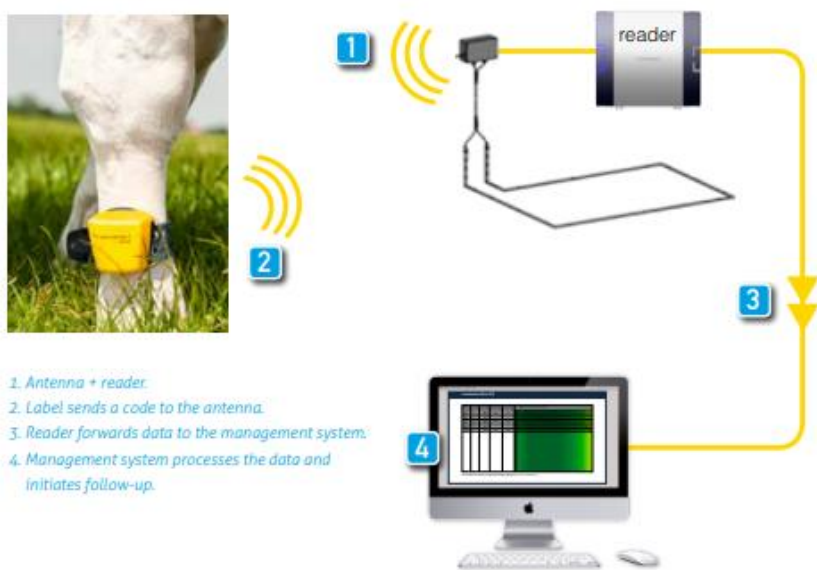 1
reader
2
3
4
1. Antenna + reader.
2. Label sends a code to the antenna.
3. Reader forwards data to the management system.
4. Management system processes the data and
initiates follow-up.